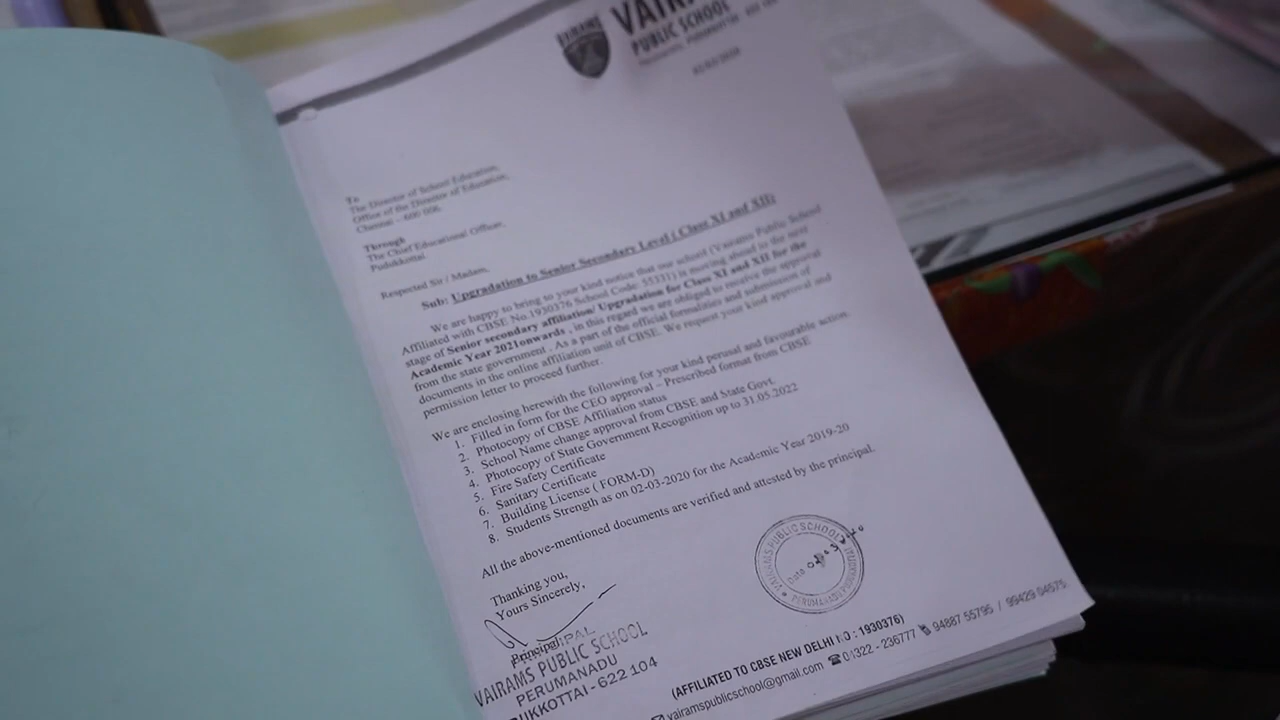 VAIRAMS
VAIRAMS
PUBLIC SCHOOL
To
The Director of School Education,
Office of the Director of Education,
Chennai – 600 006.
Through
The Chief Educational Officer,
Pudukkottai
Respected Sir / Madam,
Sub: Upgradation to Senior Secondary Level ( Class XI and XII)
We are happy to bring to your kind notice that our school (Vairams Public School
Affiliated with CBSE No.1930376 School Code: 55331) is moving ahead to the next
stage of Senior secondary affiliation/ Upgradation for Class XI and XII for the
Academic Year 2021onwards , in this regard we are obliged to receive the approval
from the state government . As a part of the official formalities and submission of
documents in the online affiliation unit of CBSE. We request your kind approval and
permission letter to proceed further.
We are enclosing herewith the following for your kind perusal and favourable action.
1. Filled in form for the CEO approval – Prescribed format from CBSE
2. Photocopy of CBSE Affiliation status
3. School Name change approval from CBSE and State Govt.
4. Photocopy of State Government Recognition up to 31.05.2022
5. Fire Safety Certificate
6. Sanitary Certificate
7. Building License ( FORM-D)
8. Students Strength as on 02-03-2020 for the Academic Year 2019-20
All the above-mentioned documents are verified and attested by the principal.
Thanking you,
Yours Sincerely,
Principal
VAIRAMS PUBLIC SCHOOL
PERUMANADU
PUKKOTTAI - 622 104
VAIRAMS PUBLIC SCHOOL
Date
PERUMANADU
(AFFILIATED TO CBSE NEW DELHI NO : 1930376)
vairamspublicschool@gmail.com 04322 - 236777 94887 55795 / 99429 04575